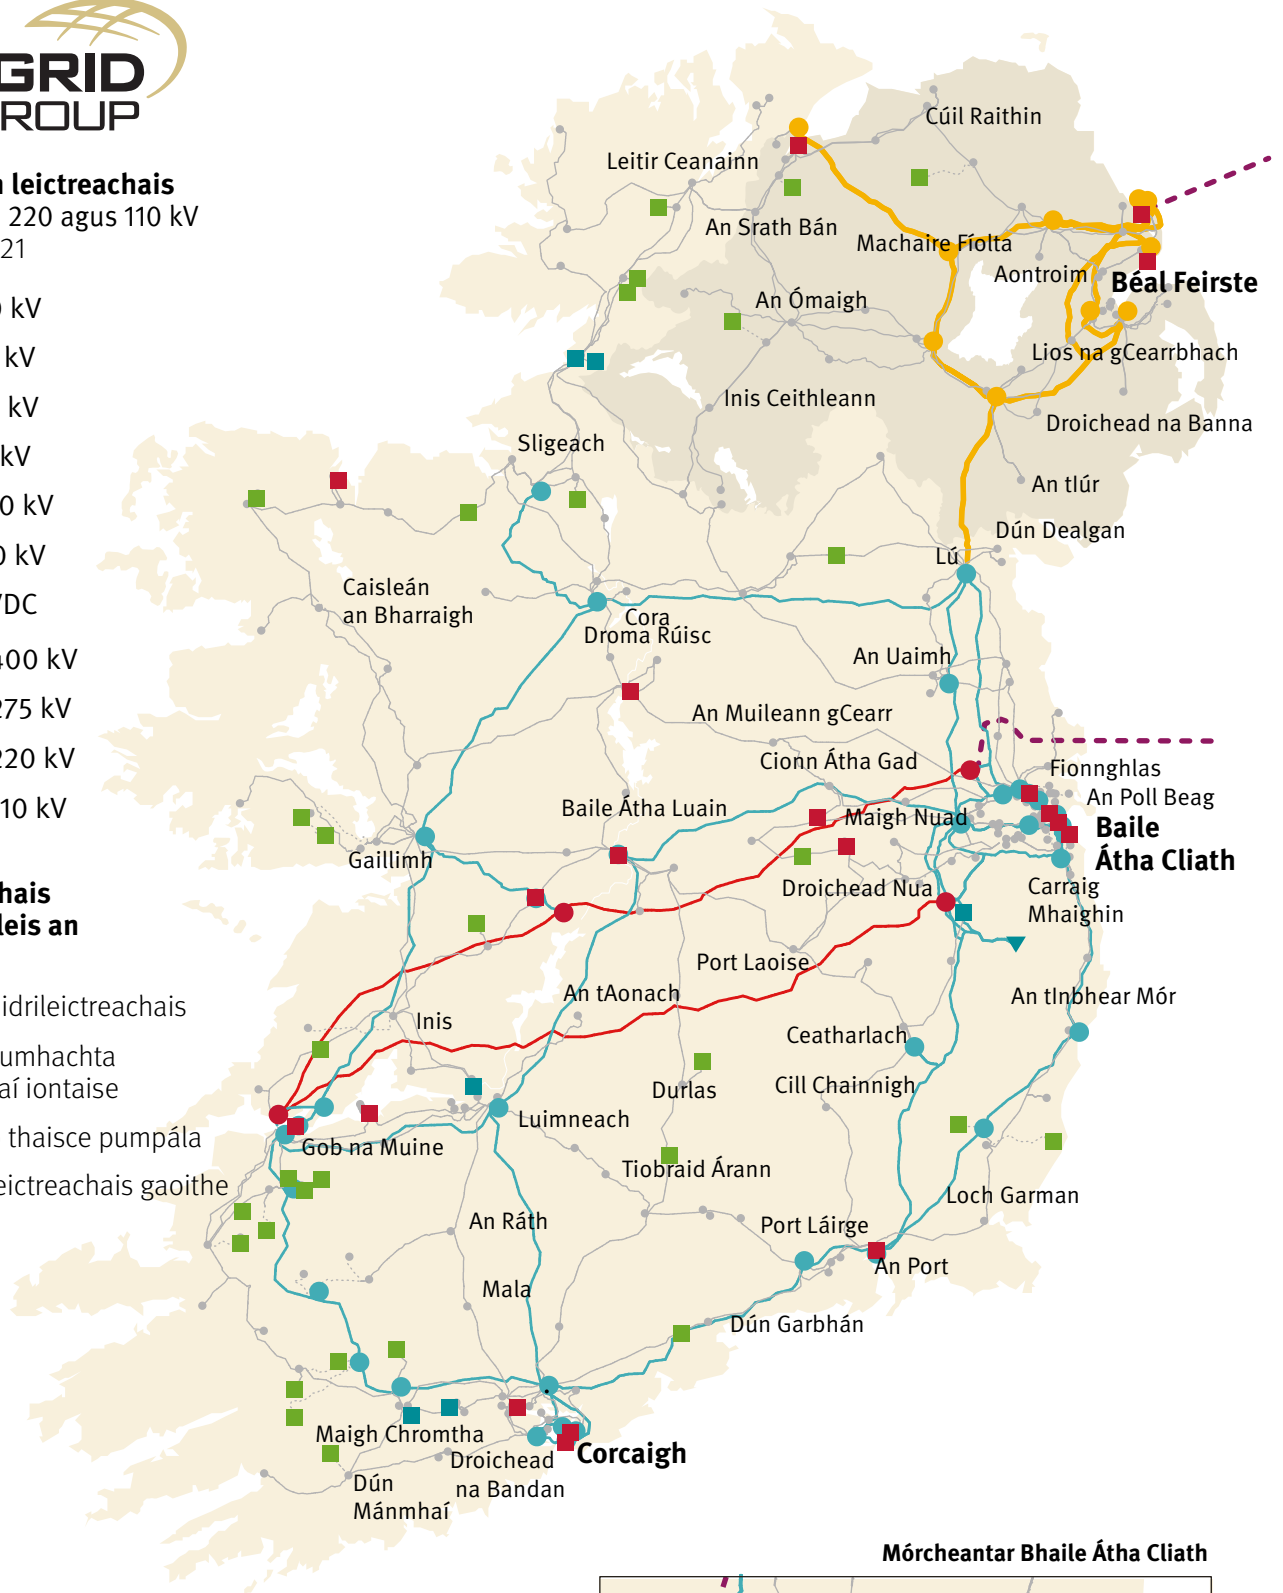 GRID
ROUP
leictreachais
220 agus 110 kV
21
kV
kV
kV
kV
0 kV
0 kV
VDC
400 kV
275 kV
220 kV
110 kV
hais
leis an
idrileictreachais
umhachta
aí iontaise
thaisce pumpála
eictreachais gaoithe
Cúil Raithin
Leitir Ceanainn
An Srath Bán
Machaire Fíolta
Aontroim
Béal Feirste
An Ómaigh
Lios na gCearrbhach
Inis Ceithleann
Droichead na Banna
Sligeach
An tIúr
Dún Dealgan
Lú
Caisleán
an Bharraigh
Cora
Droma Rúisc
An Uaimh
An Muileann gCearr
Cionn Átha Gad
Fionnghlas
An Poll Beag
Baile Átha Luain
Maigh Nuad
Baile
Átha Cliath
Gaillimh
Droichead Nua
Carraig
Mhaighin
Port Laoise
An tAonach
An tInbhear Mór
Inis
Ceatharlach
Durlas
Cill Chainnigh
Luimneach
Gob na Muine
Tiobraid Árann
Loch Garman
An Ráth
Port Láirge
An Port
Mala
Dún Garbhán
Maigh Chromtha
Corcaigh
Droichead
na Bandan
Dún
Mánmhaí
Mórcheantar Bhaile Átha Cliath